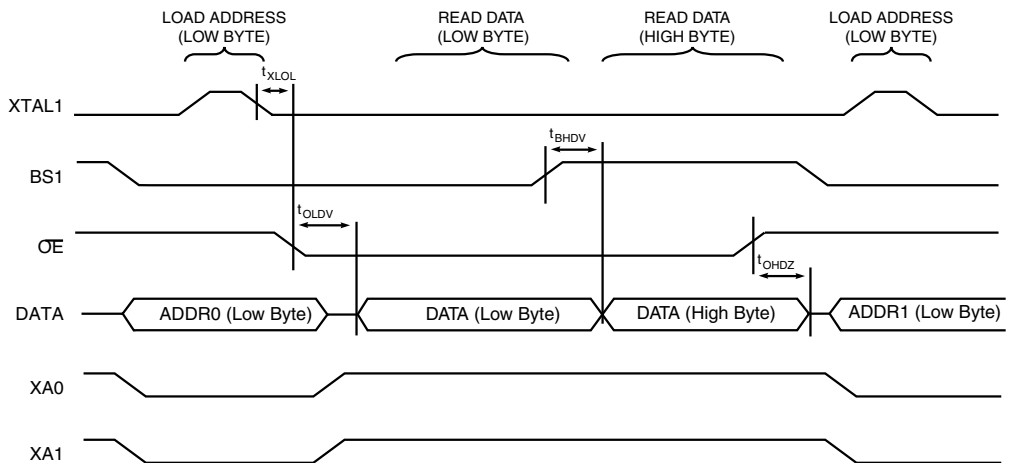 LOAD ADDRESS
(LOW BYTE)
READ DATA
(LOW BYTE)
READ DATA
(HIGH BYTE)
LOAD ADDRESS
(LOW BYTE)
tXLOL
XTAL1
tBHDV
BS1
tOLDV
OE
tOHDZ
DATA
ADDR0 (Low Byte)
DATA (Low Byte)
DATA (High Byte)
ADDR1 (Low Byte)
XA0
XA1